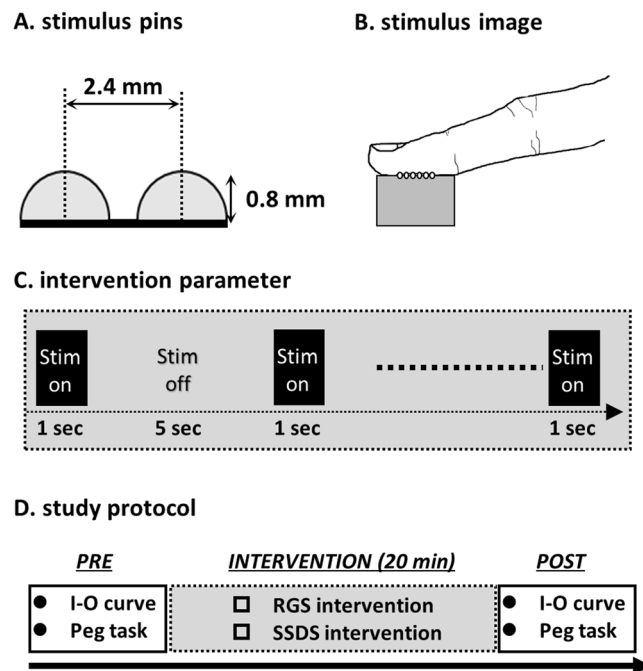 A. stimulus pins
B. stimulus image
2.4 mm
0.8 mm
C. intervention parameter
Stim on
Stim off
Stim on
Stim on
1 sec
5 sec
1 sec
1 sec
D. study protocol
PRE
INTERVENTION (20 min)
POST
● I-O curve
● Peg task
□ RGS intervention
□ SSDS intervention
● I-O curve
● Peg task